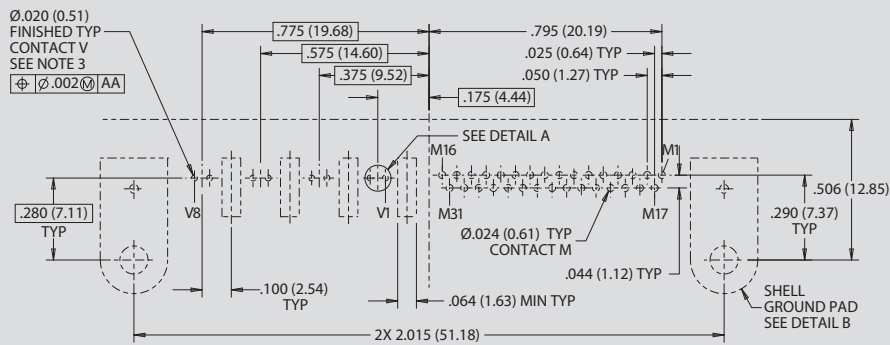 Ø.020 (0.51)
FINISHED TYP
CONTACT V
SEE NOTE 3
⌖ Ø.002Ⓜ AA
.775 (19.68)
.795 (20.19)
.575 (14.60)
.025 (0.64) TYP
.375 (9.52)
.050 (1.27) TYP
.175 (4.44)
SEE DETAIL A
M16
M1
.506 (12.85)
.280 (7.11)
TYP
V8
V1
M31
M17
.290 (7.37)
TYP
Ø.024 (0.61) TYP
CONTACT M
.044 (1.12) TYP
.100 (2.54)
TYP
.064 (1.63) MIN TYP
SHELL
GROUND PAD
SEE DETAIL B
2X 2.015 (51.18)